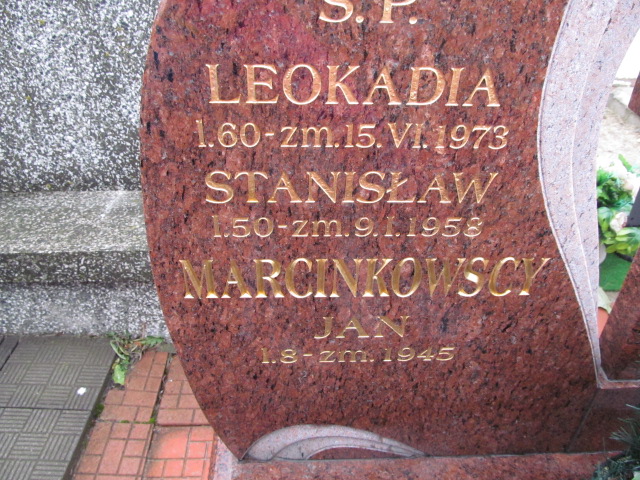 Ś.P.
LEOKADIA
l.60-zm.15.VI.1973
STANISŁAW
l.50-zm.9.I.1958
MARCINKOWSCY
JAN
l.8-zm.1945